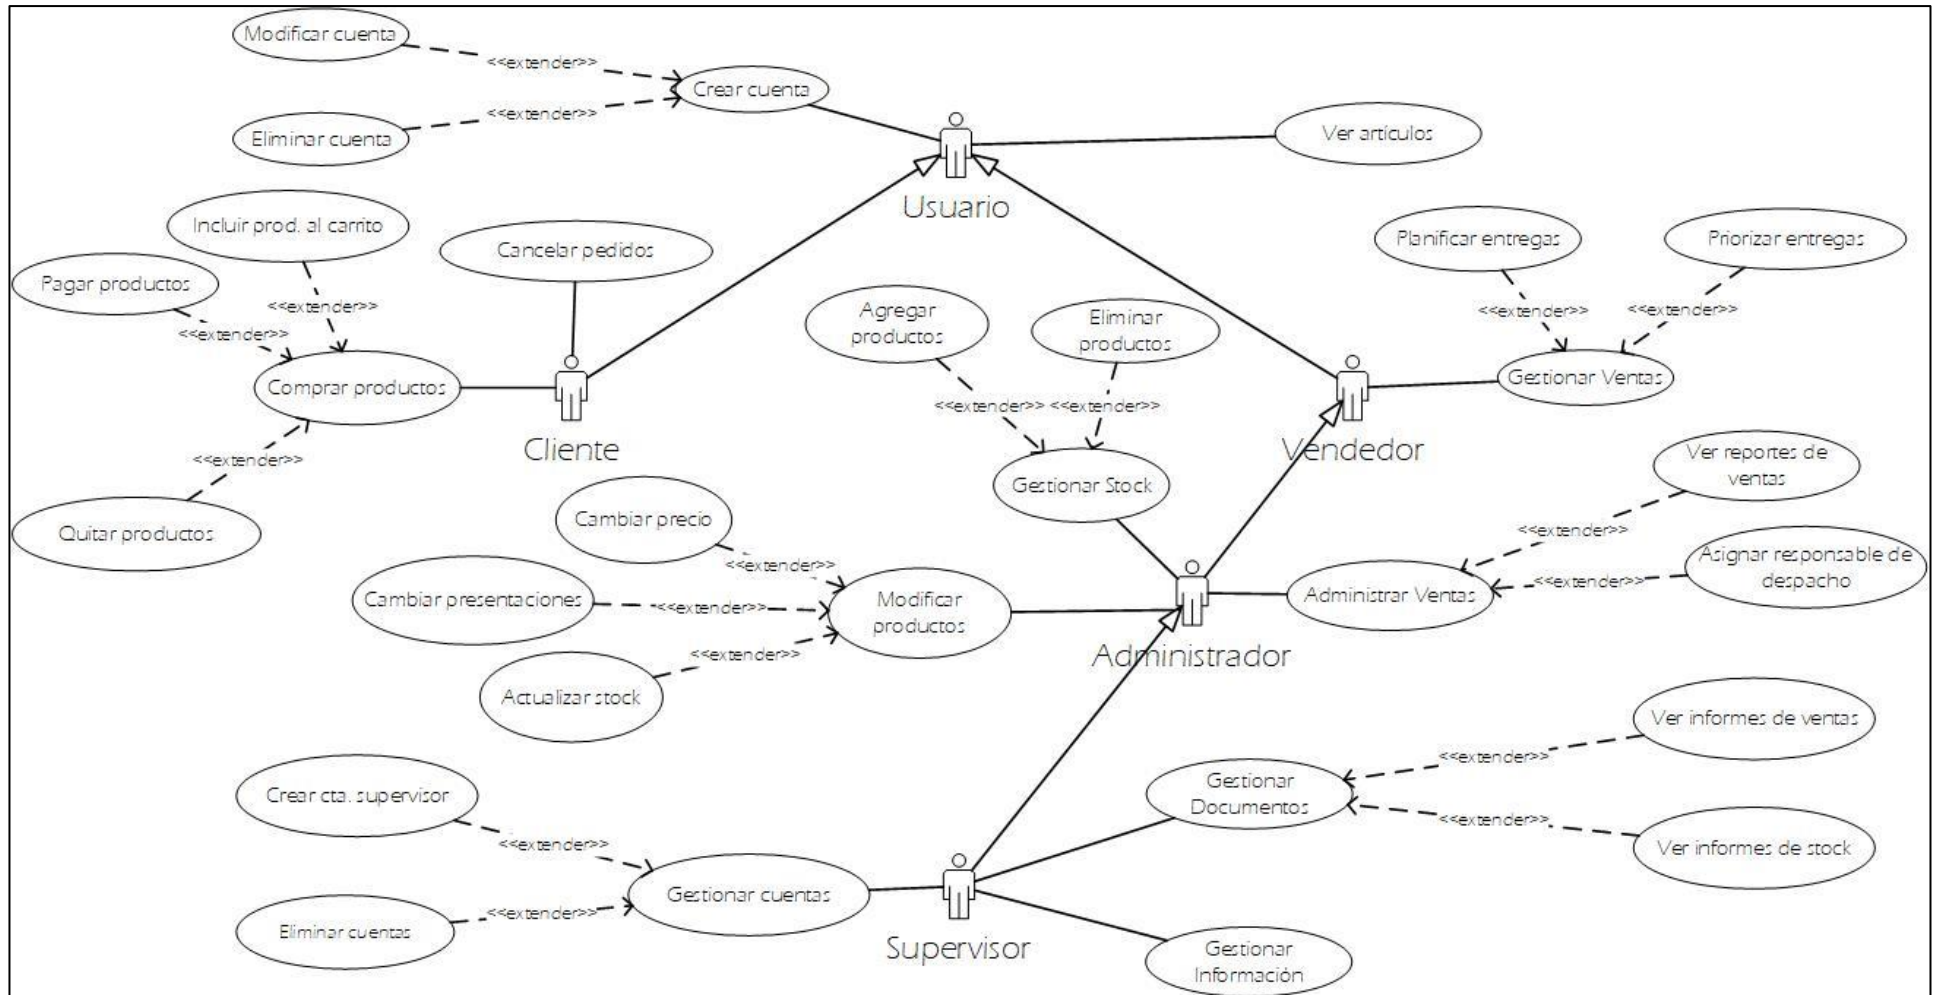 Modificar cuenta
<<extender>>
Crear cuenta
<<extender>>
Eliminar cuenta
Ver artículos
Usuario
Incluir prod. al carrito
Cancelar pedidos
Planificar entregas
Priorizar entregas
Pagar productos
<<extender>>
<<extender>>
Agregar
productos
Eliminar
productos
<<extender>>
<<extender>>
Comprar productos
Gestionar Ventas
<<extender>>
<<extender>>
Cliente
Vendedor
<<extender>>
Gestionar Stock
Ver reportes de
ventas
Quitar productos
Cambiar precio
<<extender>>
<<extender>>
Asignar responsable de
despacho
<<extender>>
Cambiar presentaciones
<<extender>>
Modificar
productos
Administrar Ventas
Administrador
<<extender>>
Actualizar stock
Ver informes de ventas
<<extender>>
Crear cta. supervisor
Gestionar
Documentos
<<extender>>
<<extender>>
Ver informes de stock
Gestionar cuentas
<<extender>>
Eliminar cuentas
Supervisor
Gestionar
Información